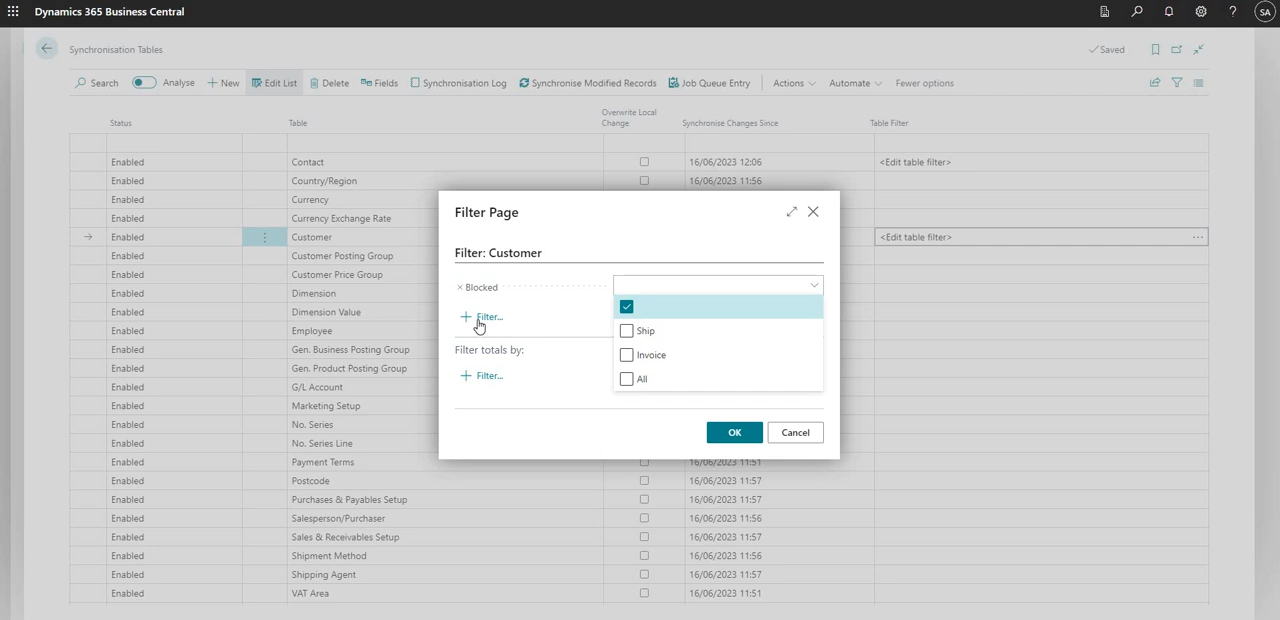 Dynamics 365 Business Central
SA
Synchronisation Tables
Saved
Search Analyse New Edit List Delete Fields Synchronisation Log Synchronise Modified Records Job Queue Entry Actions Automate Fewer options
Status Table Overwrite Local Change Synchronise Changes Since Table Filter
Enabled Contact 16/06/2023 12:06 <Edit table filter>
Enabled Country/Region 16/06/2023 11:56
Enabled Currency
Enabled Currency Exchange Rate
Enabled Customer <Edit table filter>
Enabled Customer Posting Group
Enabled Customer Price Group
Enabled Dimension
Enabled Dimension Value
Enabled Employee
Enabled Gen. Business Posting Group
Enabled Gen. Product Posting Group
Enabled G/L Account
Enabled Marketing Setup
Enabled No. Series
Enabled No. Series Line
Enabled Payment Terms 16/06/2023 11:51
Enabled Postcode 16/06/2023 11:57
Enabled Purchases & Payables Setup 16/06/2023 11:57
Enabled Salesperson/Purchaser 16/06/2023 11:56
Enabled Sales & Receivables Setup 16/06/2023 11:57
Enabled Shipment Method 16/06/2023 11:56
Enabled Shipping Agent 16/06/2023 11:57
Enabled VAT Area 16/06/2023 11:51
Filter Page
Filter: Customer
× Blocked
+ Filter...
Ship
Invoice
All
Filter totals by:
+ Filter...
OK Cancel